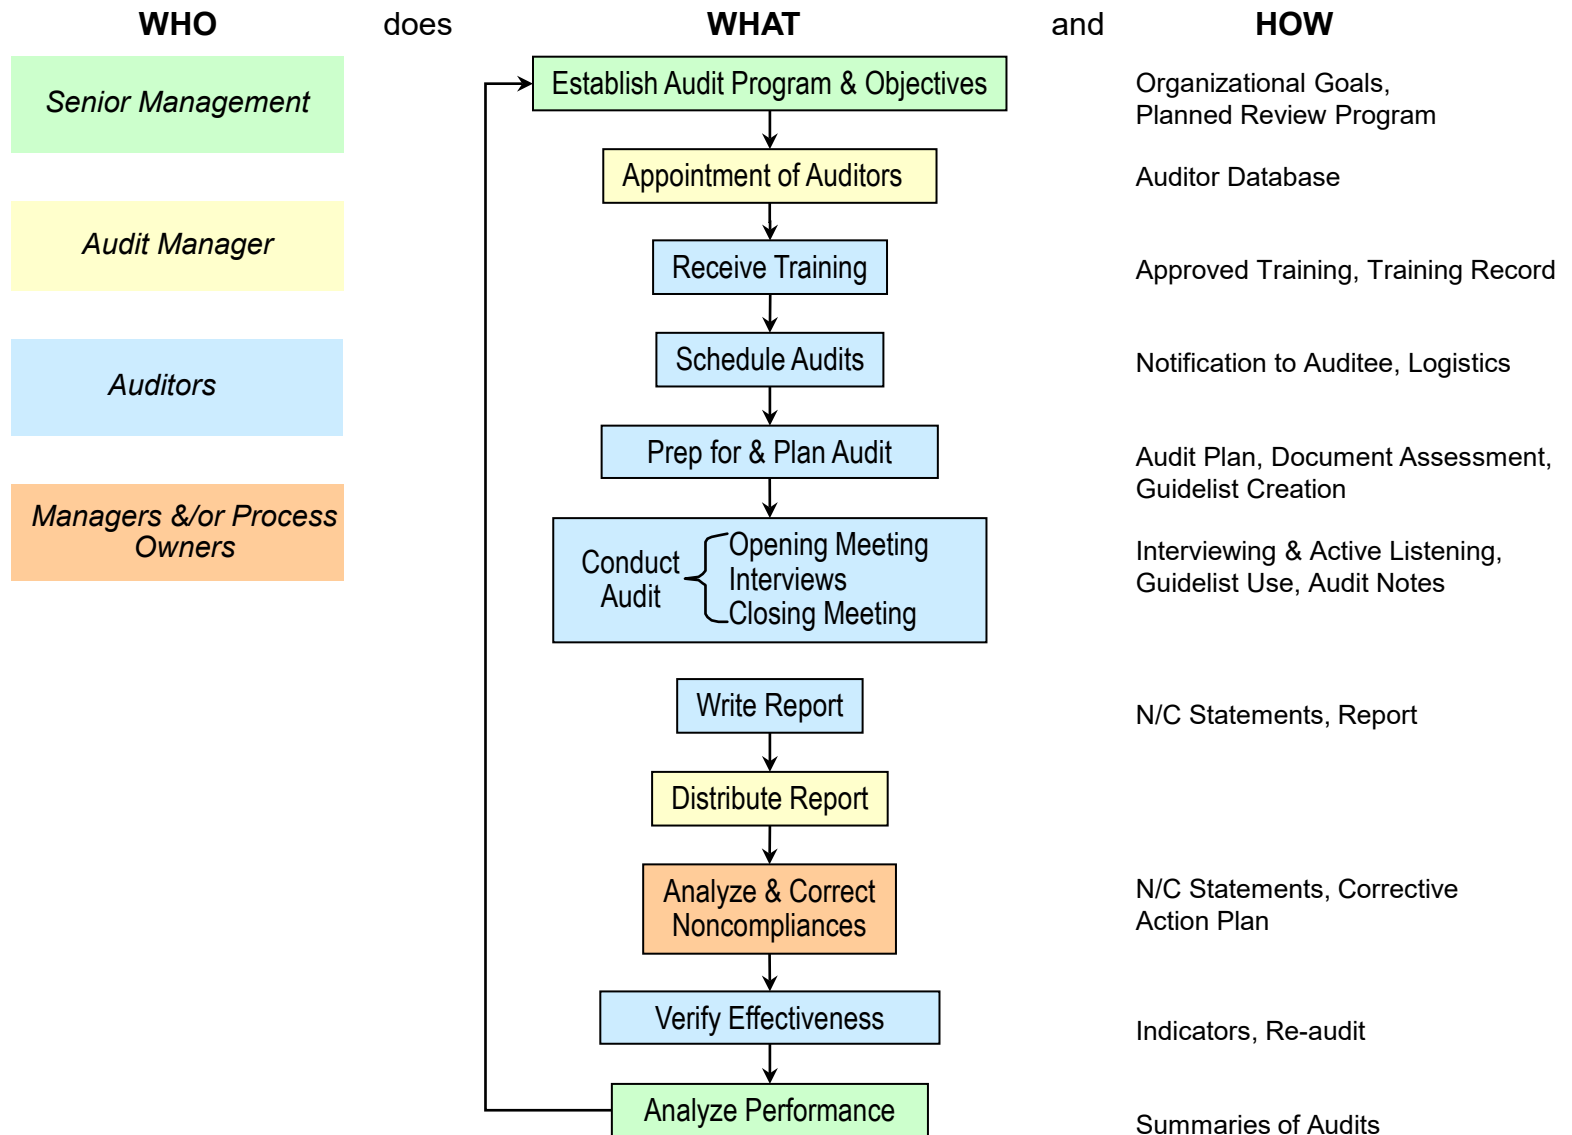 WHO does WHAT and HOW
Senior Management
Audit Manager
Auditors
Managers &/or Process
Owners
Establish Audit Program & Objectives
Appointment of Auditors
Receive Training
Schedule Audits
Prep for & Plan Audit
Conduct
Audit
Opening Meeting
Interviews
Closing Meeting
Write Report
Distribute Report
Analyze & Correct
Noncompliances
Verify Effectiveness
Analyze Performance
Organizational Goals,
Planned Review Program
Auditor Database
Approved Training, Training Record
Notification to Auditee, Logistics
Audit Plan, Document Assessment,
Guidelist Creation
Interviewing & Active Listening,
Guidelist Use, Audit Notes
N/C Statements, Report
N/C Statements, Corrective
Action Plan
Indicators, Re-audit
Summaries of Audits